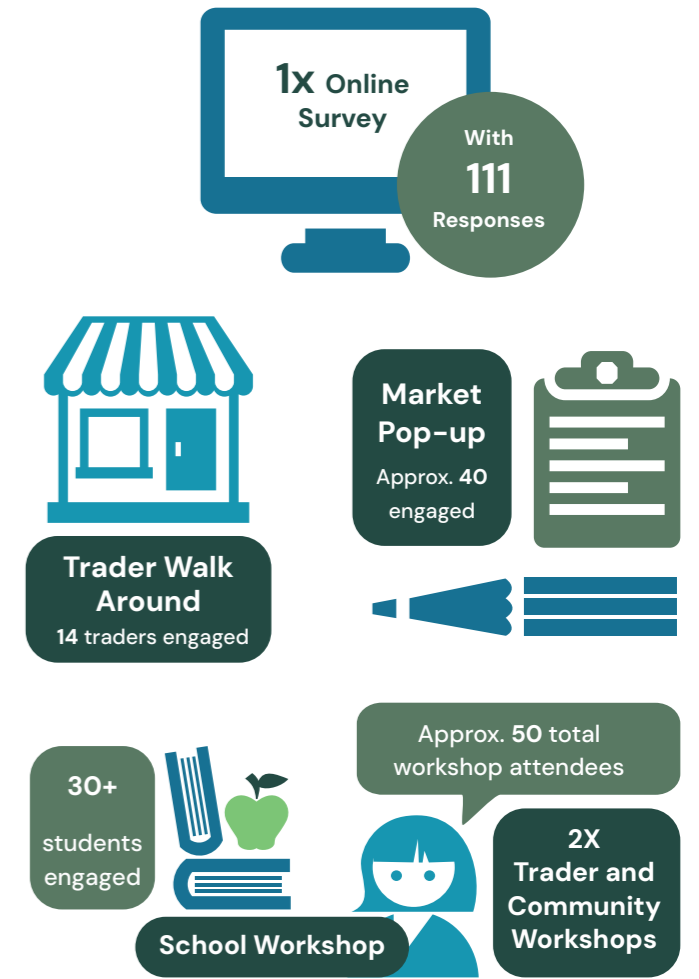 1x Online
Survey
With
111
Responses
Market
Pop-up
Approx. 40
engaged
Trader Walk
Around
14 traders engaged
Approx. 50 total
workshop attendees
30+
students
engaged
School Workshop
2X
Trader and
Community
Workshops